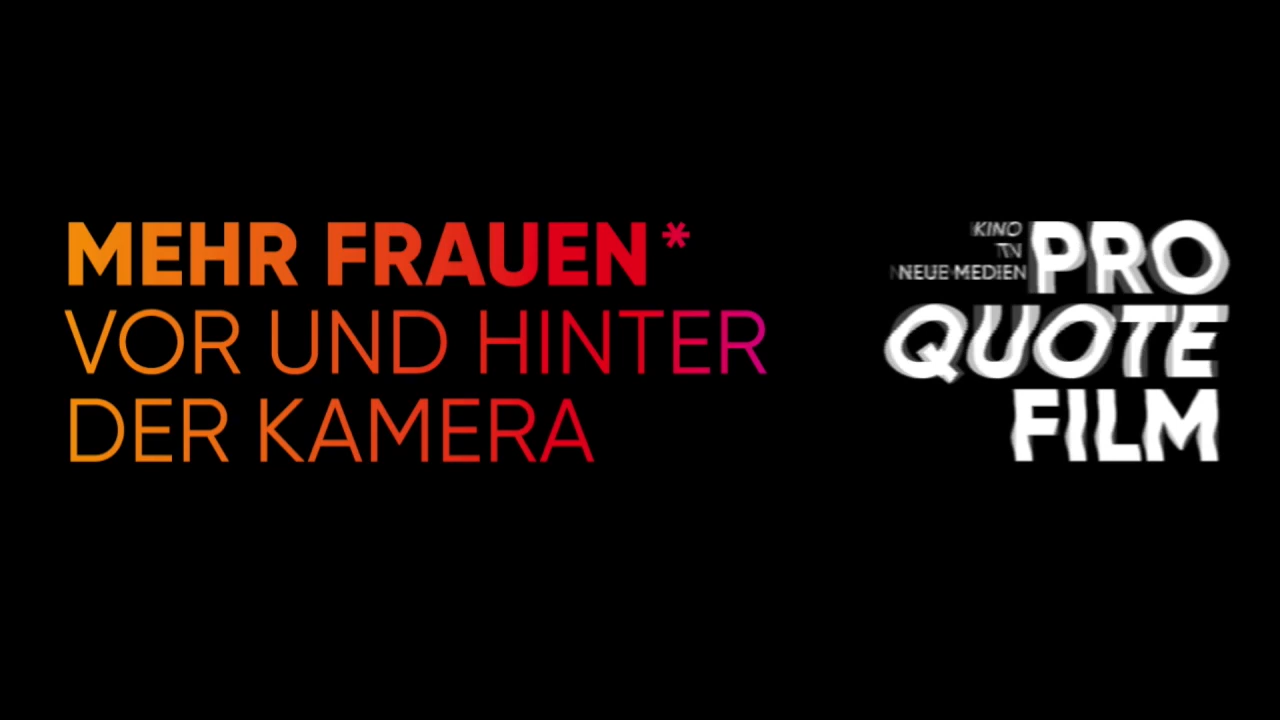 MEHR FRAUEN*
VOR UND HINTER
DER KAMERA
KINO
TV
NEUE MEDIEN
PRO
QUOTE
FILM